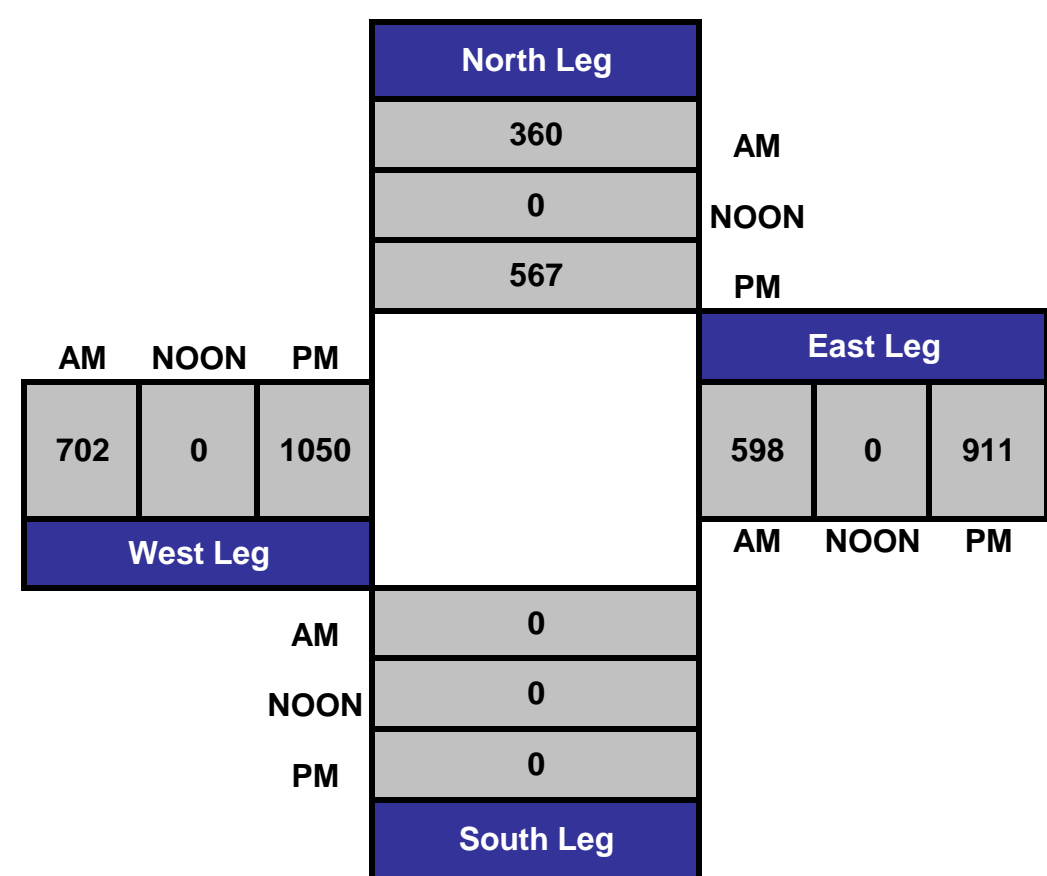 North Leg
360 AM
0 NOON
567 PM
East Leg
AM NOON PM
702 0 1050
598 0 911
West Leg
AM NOON PM
AM 0
NOON 0
PM 0
South Leg